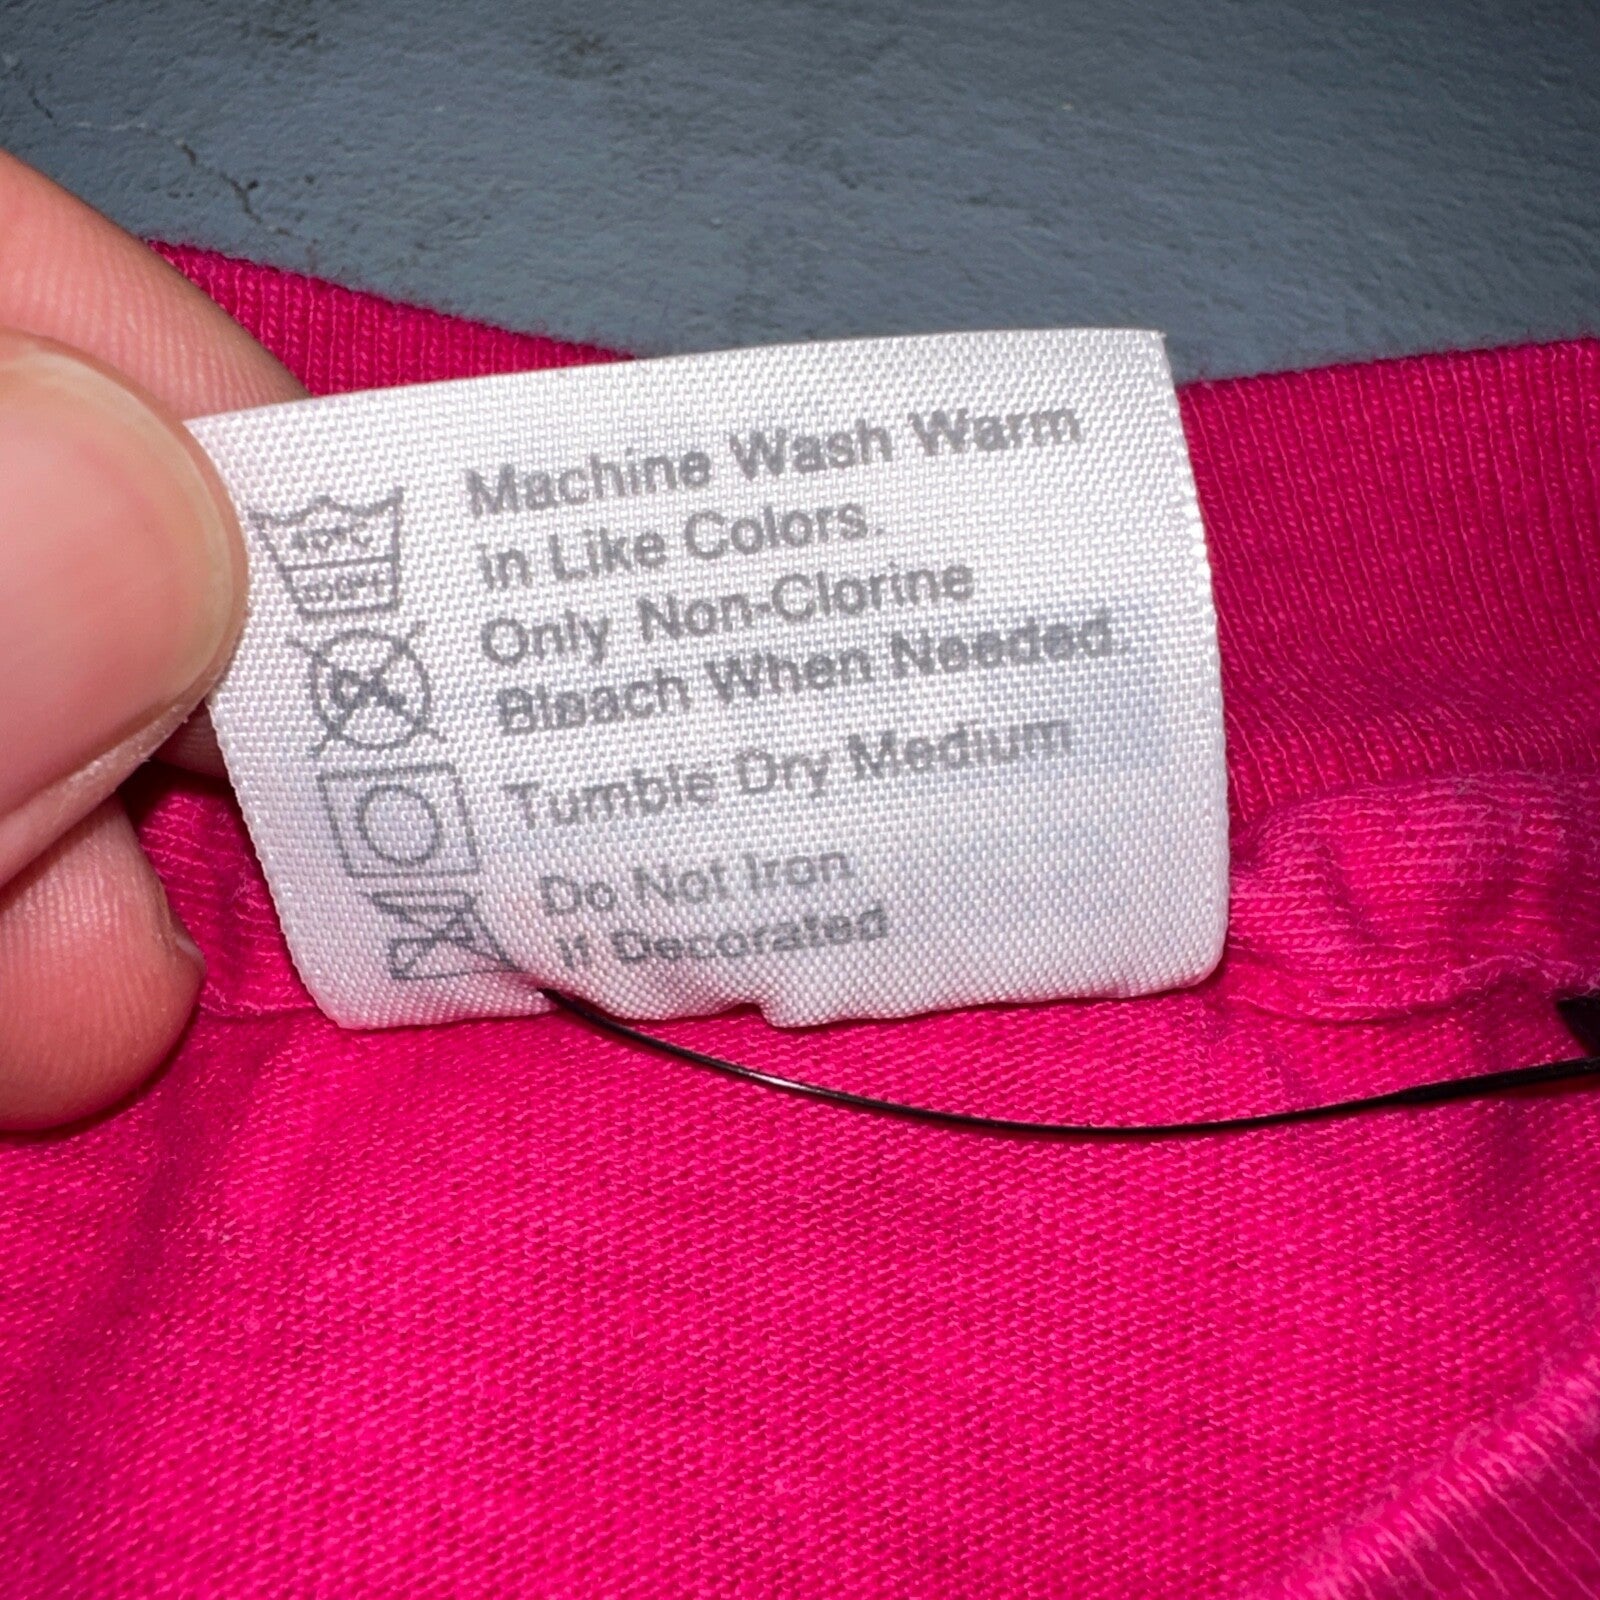 Machine Wash Warm
in Like Colors.
Only Non-Clorine
Bleach When Needed
Tumble Dry Medium
Do Not Iron
If Decorated